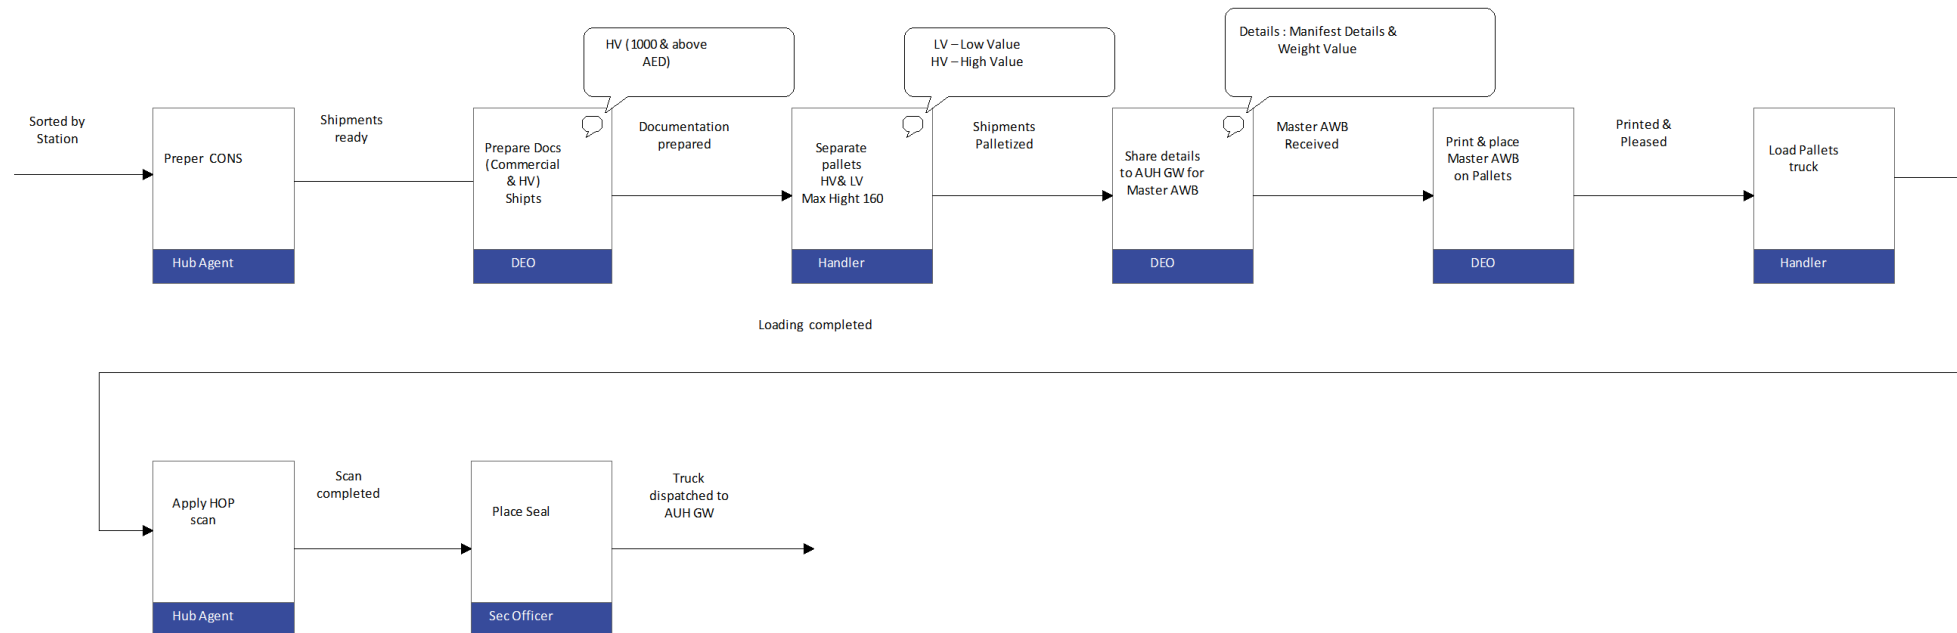 HV (1000 & above
AED)
LV – Low Value
HV – High Value
Details : Manifest Details &
Weight Value
Sorted by
Station
Preper CONS
Hub Agent
Shipments
ready
Prepare Docs
(Commercial
& HV)
Shipts
DEO
Documentation
prepared
Separate
pallets
HV& LV
Max Hight 160
Handler
Shipments
Palletized
Share details
to AUH GW for
Master AWB
DEO
Master AWB
Received
Print & place
Master AWB
on Pallets
DEO
Printed &
Pleased
Load Pallets
truck
Handler
Loading completed
Apply HOP
scan
Hub Agent
Scan
completed
Place Seal
Sec Officer
Truck
dispatched to
AUH GW